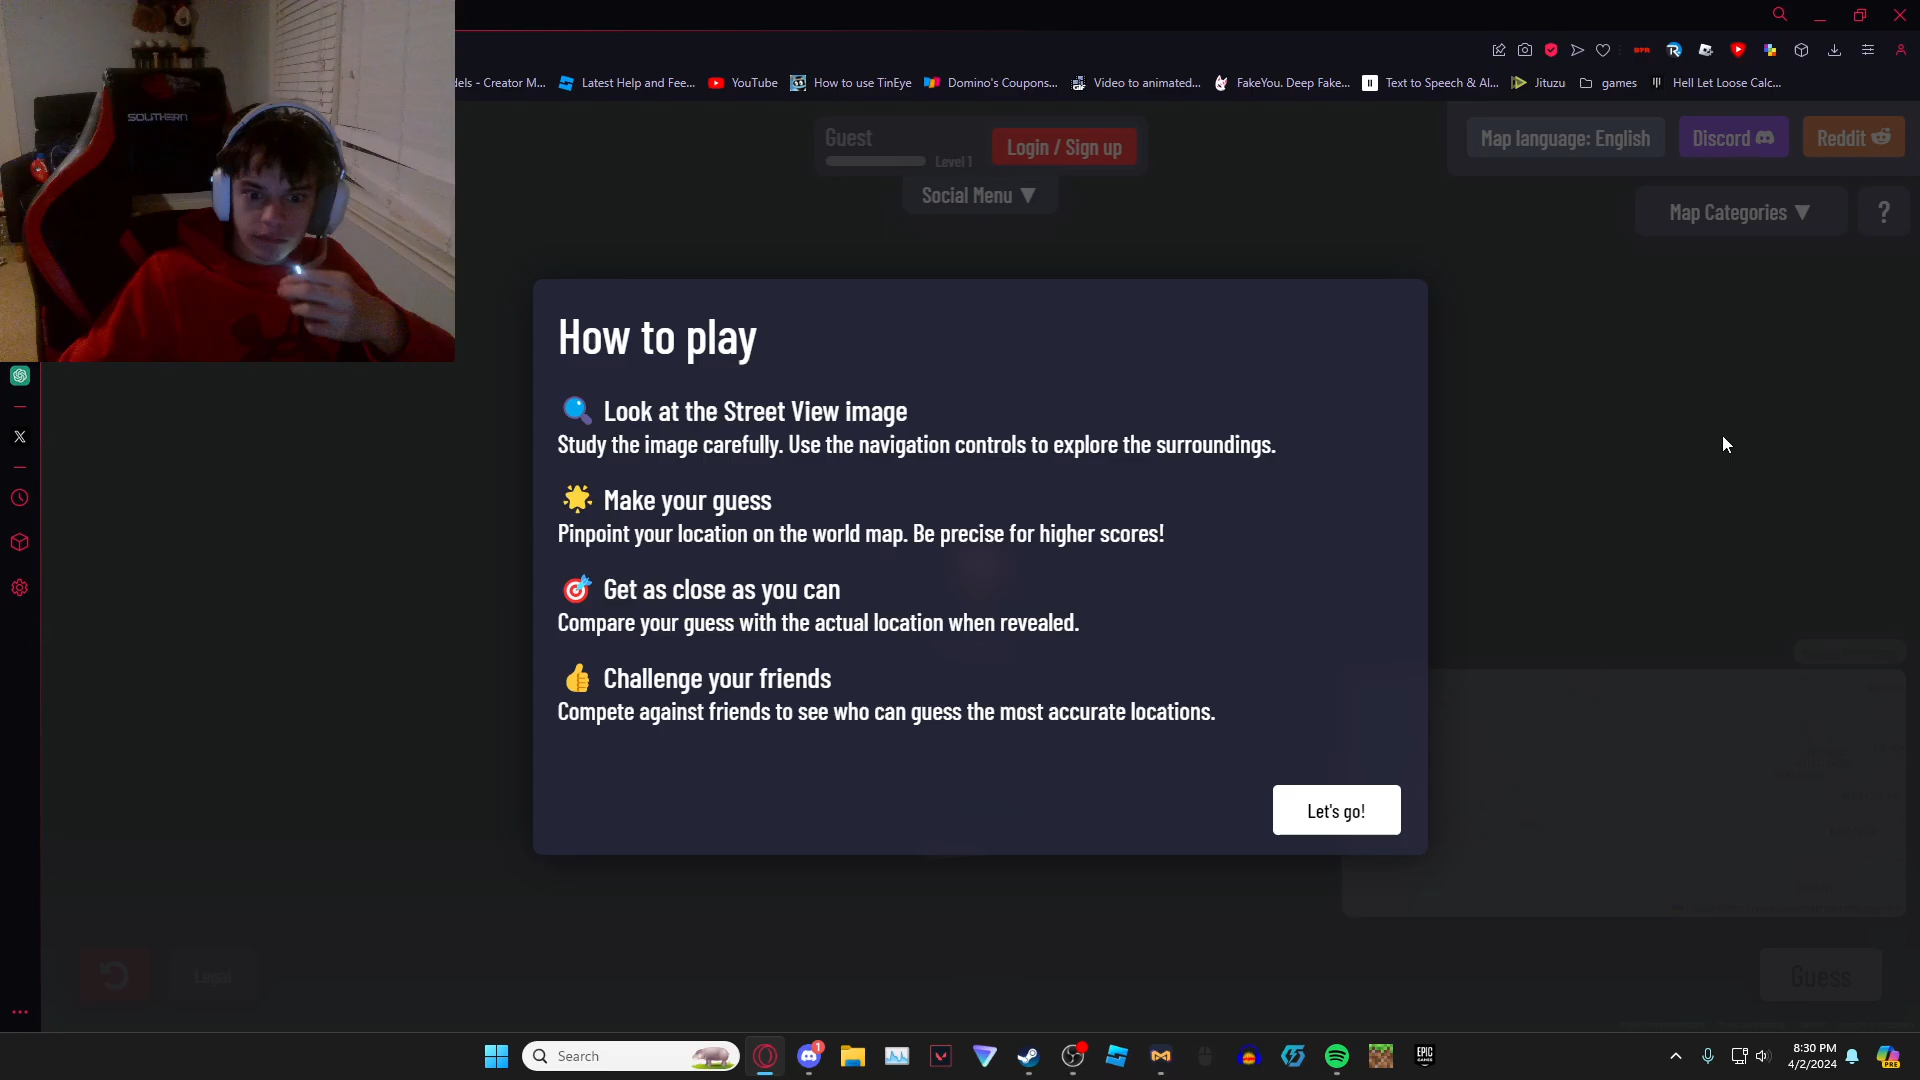 SOUTHERN
dels - Creator M...
Latest Help and Fee...
YouTube
How to use TinEye
Domino's Coupons...
Video to animated...
FakeYou. Deep Fake...
Text to Speech & AI...
Jituzu
games
Hell Let Loose Calc...
Guest
Level 1
Login / Sign up
Social Menu ▼
Map language: English
Discord
Reddit
Map Categories ▼
?
How to play
Look at the Street View image
Study the image carefully. Use the navigation controls to explore the surroundings.
Make your guess
Pinpoint your location on the world map. Be precise for higher scores!
Get as close as you can
Compare your guess with the actual location when revealed.
Challenge your friends
Compete against friends to see who can guess the most accurate locations.
Let's go!
Legal
Guess
Search
1
EPIC
GAMES
8:30 PM
4/2/2024
PRE